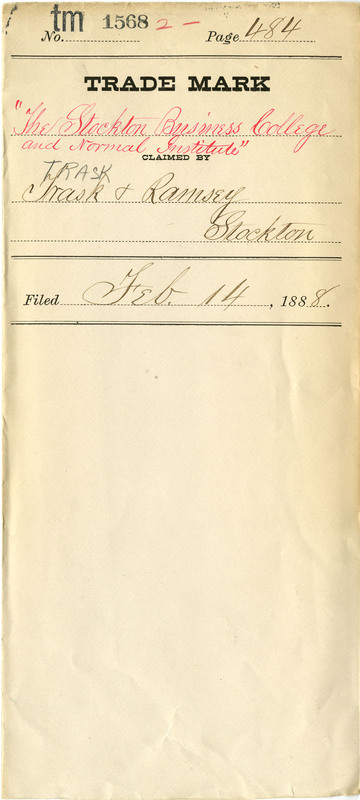 tm 1568 2 -
No. Page 484
TRADE MARK
"The Stockton Business College
and Normal Institute"
CLAIMED BY
TRASK
Trask & Ramsey
Stockton
Filed Feb. 14, 1888.